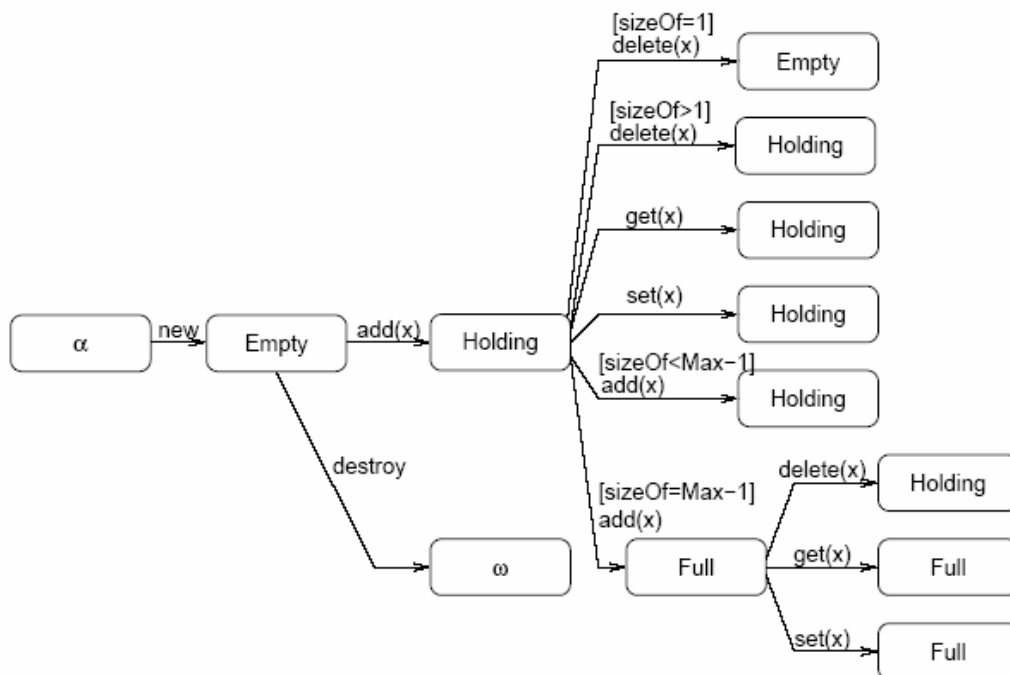 [sizeOf=1]
delete(x)
Empty
[sizeOf>1]
delete(x)
Holding
get(x)
Holding
set(x)
Holding
α
new
Empty
add(x)
Holding
[sizeOf<Max−1]
add(x)
Holding
destroy
[sizeOf=Max−1]
add(x)
delete(x)
Holding
ω
Full
get(x)
Full
set(x)
Full